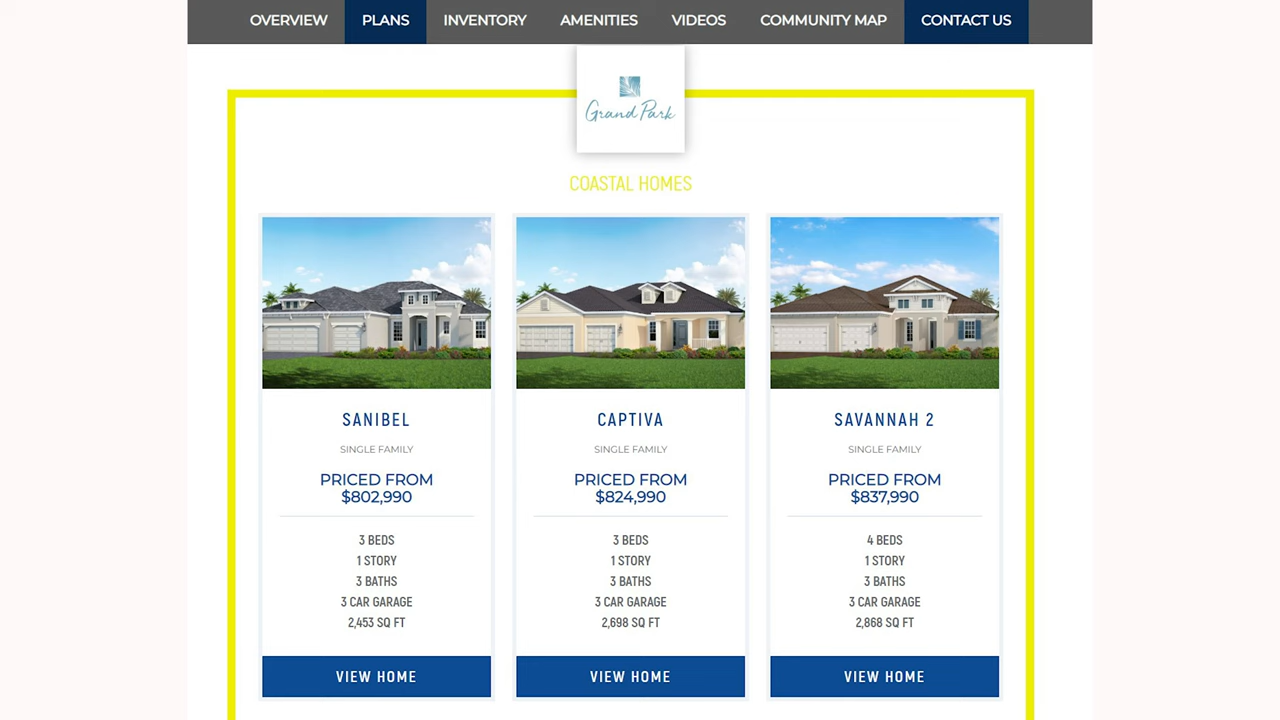 OVERVIEW PLANS INVENTORY AMENITIES VIDEOS COMMUNITY MAP CONTACT US
Grand Park
COASTAL HOMES
SANIBEL
SINGLE FAMILY
PRICED FROM
$802,990
3 BEDS
1 STORY
3 BATHS
3 CAR GARAGE
2,453 SQ FT
VIEW HOME
CAPTIVA
SINGLE FAMILY
PRICED FROM
$824,990
3 BEDS
1 STORY
3 BATHS
3 CAR GARAGE
2,698 SQ FT
VIEW HOME
SAVANNAH 2
SINGLE FAMILY
PRICED FROM
$837,990
4 BEDS
1 STORY
3 BATHS
3 CAR GARAGE
2,868 SQ FT
VIEW HOME